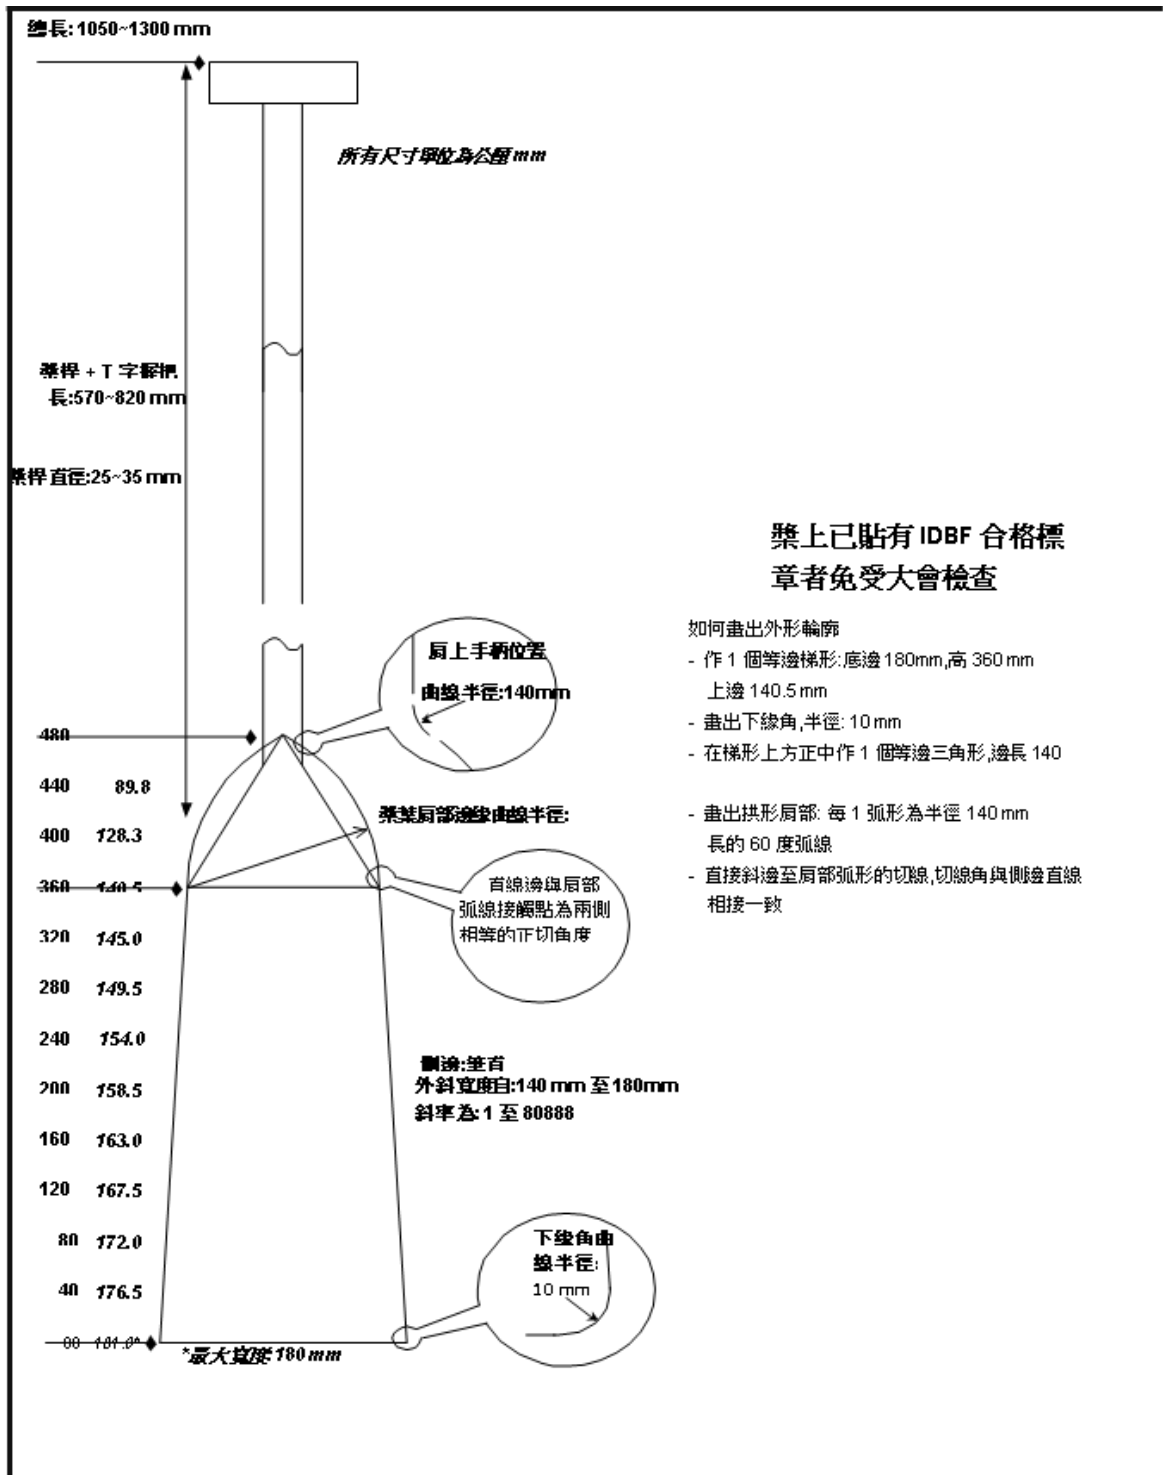 總長: 1050~1300 mm
所有尺寸單位為公厘 mm
槳桿 + T 字握把
長:570~820 mm
槳桿直徑:25~35 mm
槳上已貼有 IDBF 合格標
章者免受大會檢查
如何畫出外形輪廓
- 作 1 個等邊梯形:底邊 180mm,高 360 mm
上邊 140.5 mm
- 畫出下緣角,半徑: 10 mm
- 在梯形上方正中作 1 個等邊三角形,邊長 140
- 畫出拱形肩部: 每 1 弧形為半徑 140 mm
長的 60 度弧線
- 直接斜邊至肩部弧形的切線,切線角與側邊直線
相接一致
肩上手柄位置
曲線半徑:140mm
480
440 89.8
400 128.3
槳葉肩部邊緣曲線半徑:
360 140.5
直線邊與肩部
弧線接觸點為兩側
相等的正切角度
320 145.0
280 149.5
240 154.0
側邊:筆直
外斜寬度自:140 mm 至 180mm
斜率為: 1 至 80888
200 158.5
160 163.0
120 167.5
80 172.0
40 176.5
下緣角曲
線半徑:
10 mm
00 181.0*
*最大寬度 180 mm